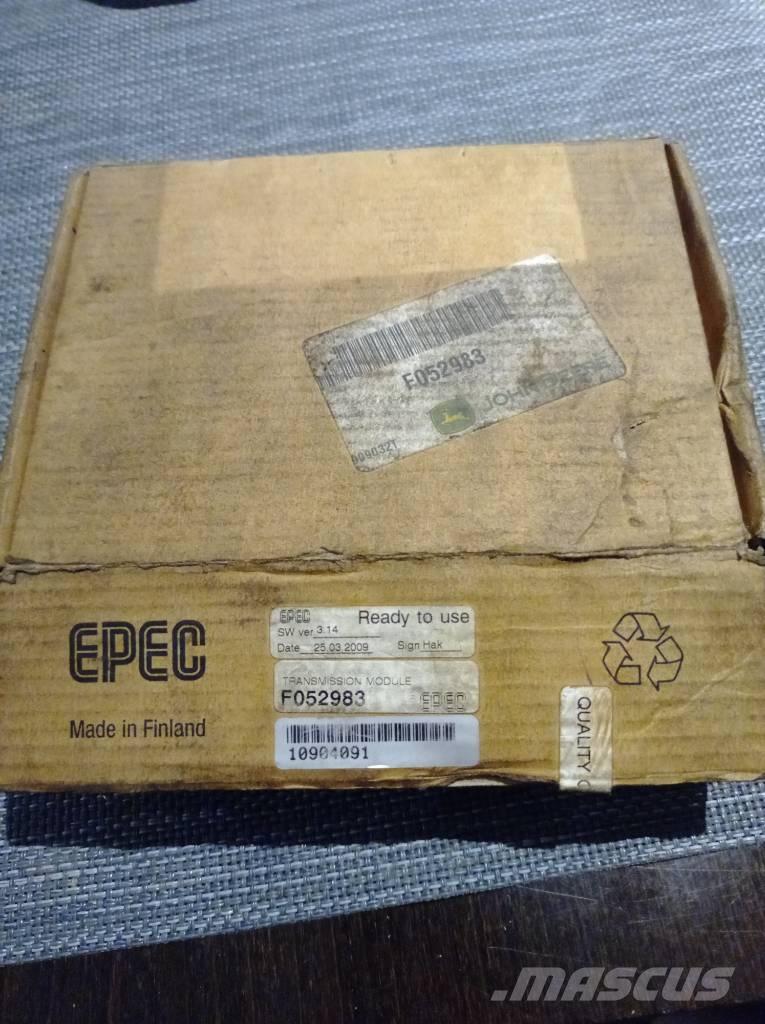 F052983
JOHN DEERE
EPEC
Made in Finland
EPEC Ready to use
SW ver 3.14
Date 25.03.2009 Sign Hak
TRANSMISSION MODULE
F052983 EPEC
10904091
QUALITY
MASCUS